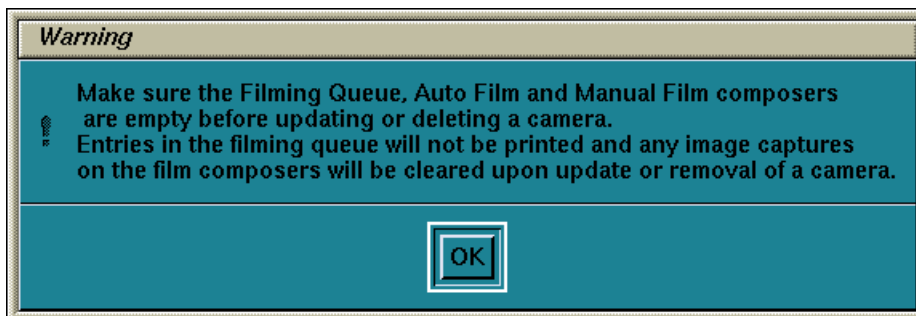 Warning
Make sure the Filming Queue, Auto Film and Manual Film composers
are empty before updating or deleting a camera.
Entries in the filming queue will not be printed and any image captures
on the film composers will be cleared upon update or removal of a camera.
OK